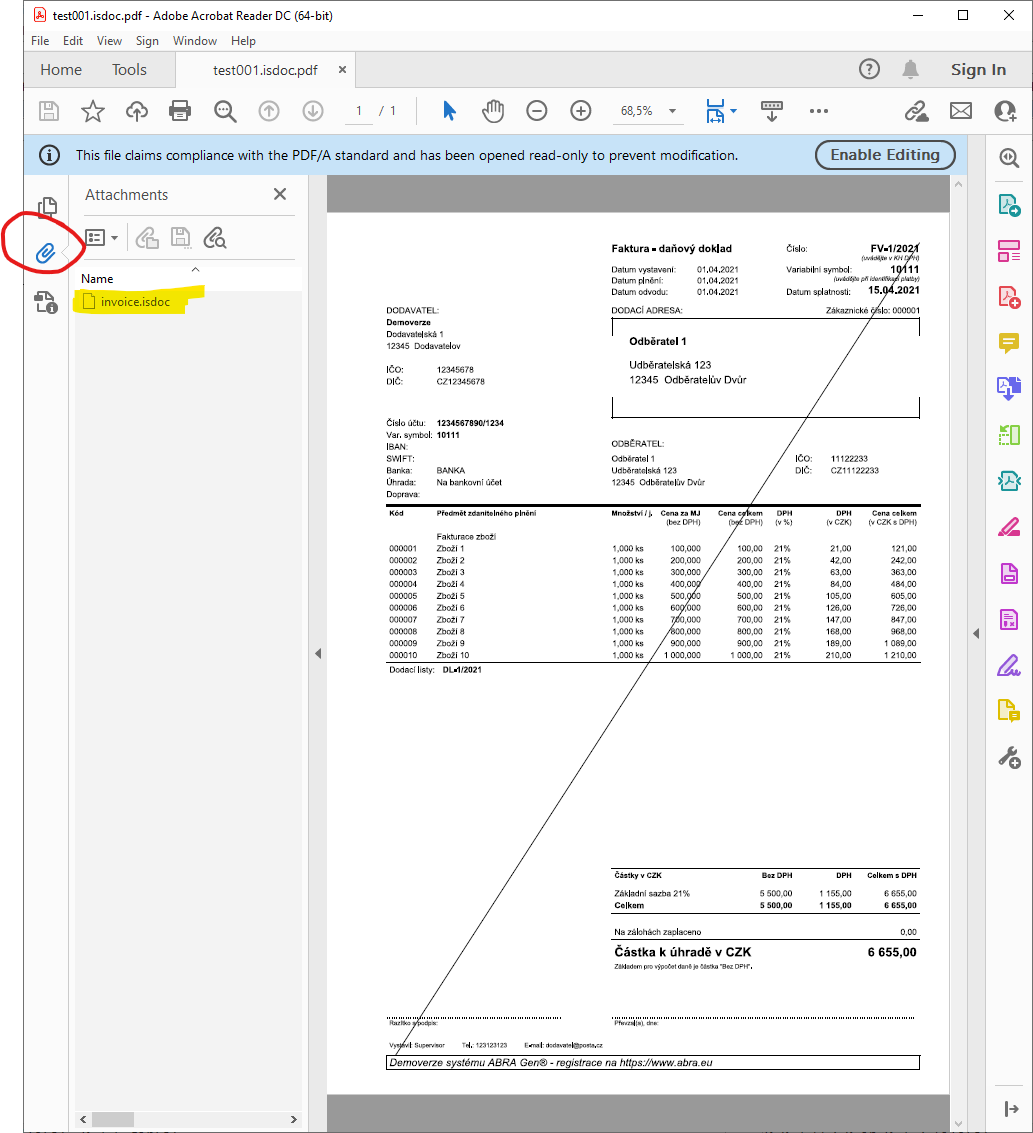 test001.isdoc.pdf - Adobe Acrobat Reader DC (64-bit)
File Edit View Sign Window Help
Home Tools test001.isdoc.pdf × Sign In
1 / 1 68,5%
This file claims compliance with the PDF/A standard and has been opened read-only to prevent modification. Enable Editing
Attachments
Name
invoice.isdoc
Faktura - daňový doklad Číslo: FV-1/2021
(uvádějte v KH DPH)
Datum vystavení: 01.04.2021 Variabilní symbol: 10111
Datum plnění: 01.04.2021 (uvádějte při identifikaci platby)
Datum odvodu: 01.04.2021 Datum splatnosti: 15.04.2021
DODAVATEL: DODACÍ ADRESA: Zákaznické číslo: 000001
Demoverze
Dodavatelská 1
12345 Dodavatelov
Odběratel 1
Udběratelská 123
12345 Odběratelův Dvůr
IČO: 12345678
DIČ: CZ12345678
Číslo účtu: 1234567890/1234
Var. symbol: 10111
IBAN:
SWIFT:
Banka: BANKA
Úhrada: Na bankovní účet
Doprava:
ODBĚRATEL:
Odběratel 1 IČO: 11122233
Udběratelská 123 DIČ: CZ11122233
12345 Odběratelův Dvůr
Kód Předmět zdanitelného plnění Množství / j. Cena za MJ Cena celkem DPH DPH Cena celkem
(bez DPH) (bez DPH) (v %) (v CZK) (v CZK s DPH)
Fakturace zboží
000001 Zboží 1 1,000 ks 100,000 100,00 21% 21,00 121,00
000002 Zboží 2 1,000 ks 200,000 200,00 21% 42,00 242,00
000003 Zboží 3 1,000 ks 300,000 300,00 21% 63,00 363,00
000004 Zboží 4 1,000 ks 400,000 400,00 21% 84,00 484,00
000005 Zboží 5 1,000 ks 500,000 500,00 21% 105,00 605,00
000006 Zboží 6 1,000 ks 600,000 600,00 21% 126,00 726,00
000007 Zboží 7 1,000 ks 700,000 700,00 21% 147,00 847,00
000008 Zboží 8 1,000 ks 800,000 800,00 21% 168,00 968,00
000009 Zboží 9 1,000 ks 900,000 900,00 21% 189,00 1 089,00
000010 Zboží 10 1,000 ks 1 000,000 1 000,00 21% 210,00 1 210,00
Dodací listy: DL-1/2021
Částky v CZK Bez DPH DPH Celkem s DPH
Základní sazba 21% 5 500,00 1 155,00 6 655,00
Celkem 5 500,00 1 155,00 6 655,00
Na zálohách zaplaceno 0,00
Částka k úhradě v CZK 6 655,00
Základem pro výpočet daně je částka "Bez DPH".
Razítko a podpis: Převzal(a), dne:
Vystavil: Supervisor Tel.: 123123123 E-mail: dodavatel@posta.cz
Demoverze systému ABRA Gen® - registrace na https://www.abra.eu